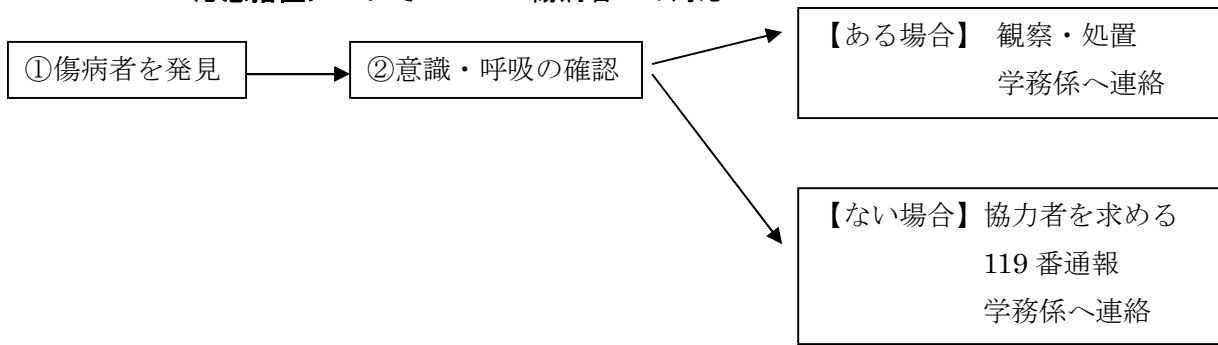 ①傷病者を発見
②意識・呼吸の確認
【ある場合】 観察・処置
学務係へ連絡
【ない場合】協力者を求める
119 番通報
学務係へ連絡